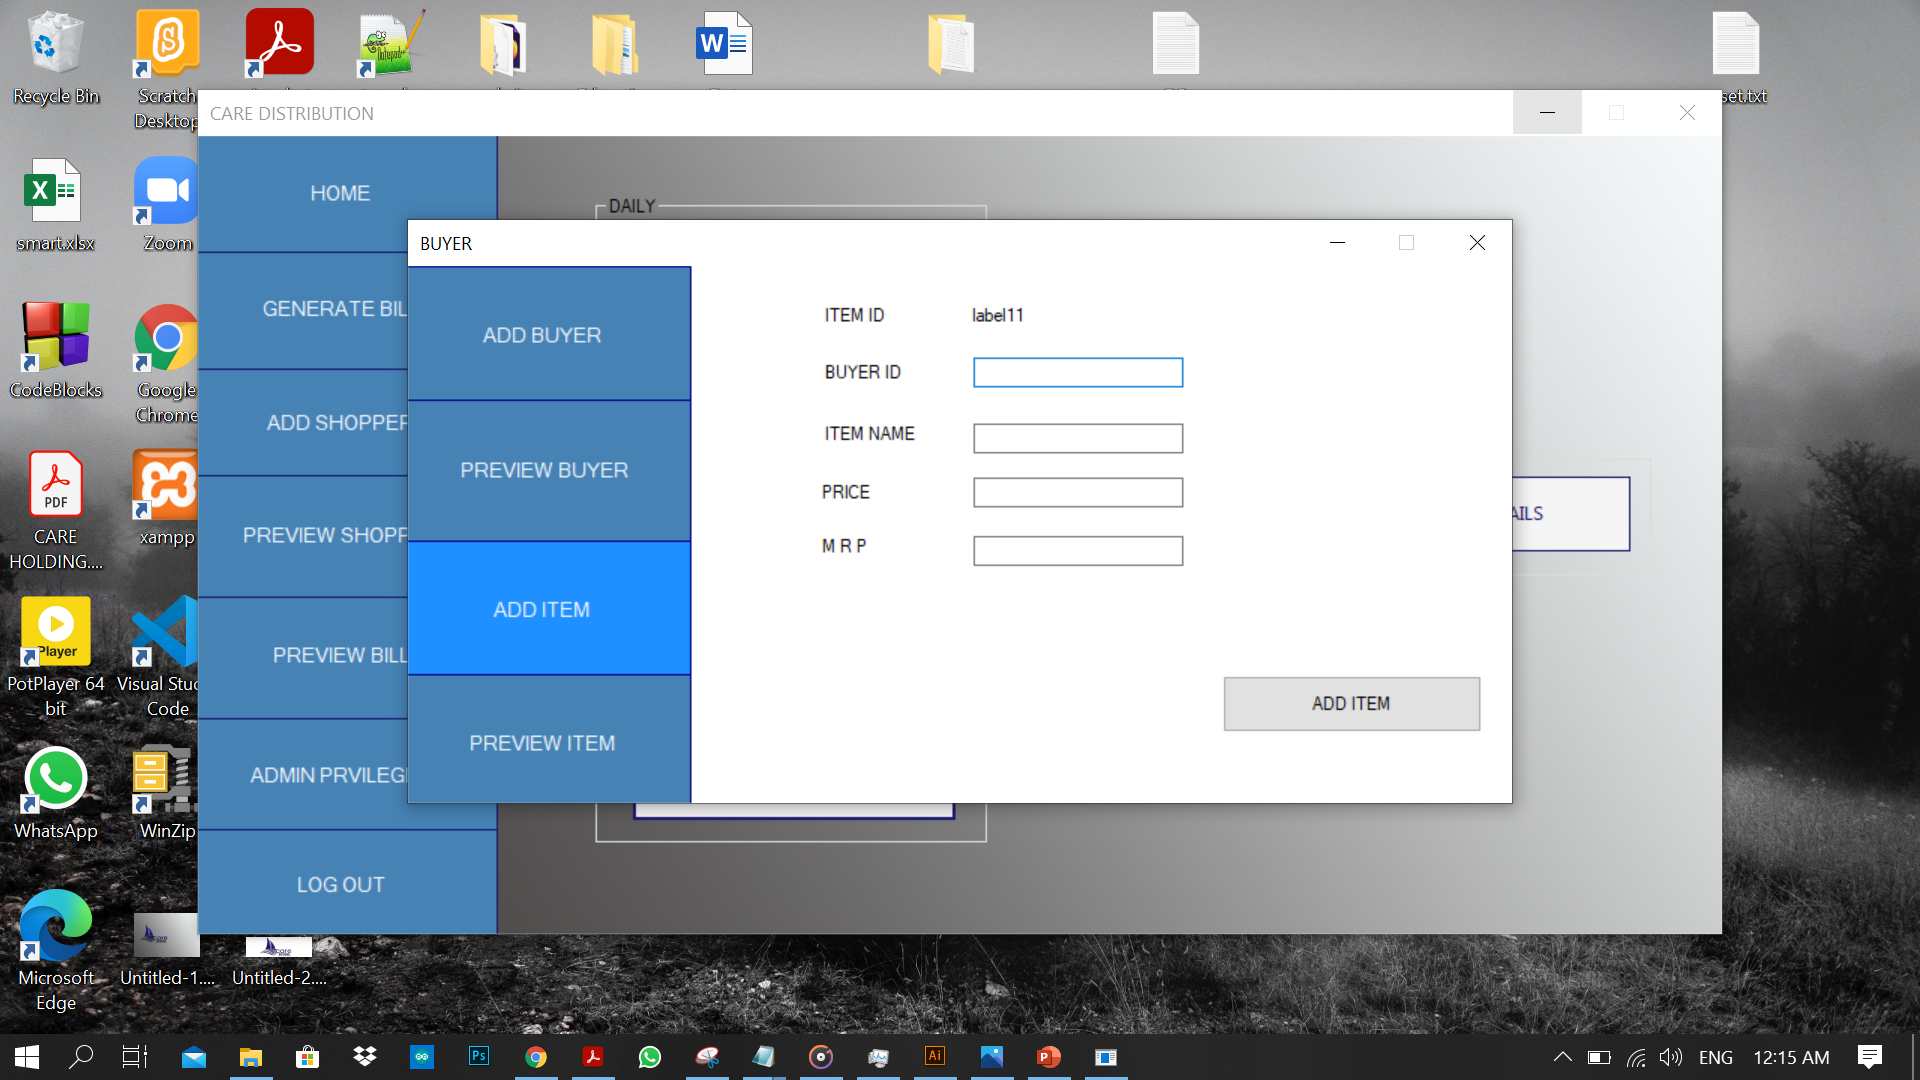 Recycle Bin
Scratch
Desktop
set.txt
CARE DISTRIBUTION
HOME
DAILY
smart.xlsx
Zoom
BUYER
GENERATE BIL
ADD BUYER
ITEM ID
label11
BUYER ID
CodeBlocks
Google
Chrome
ADD SHOPPER
ITEM NAME
PREVIEW BUYER
PRICE
PDF
AILS
CARE
HOLDING....
xampp
PREVIEW SHOPP
M R P
ADD ITEM
Player
PREVIEW BILL
PotPlayer 64
bit
Visual Stud
Code
ADD ITEM
PREVIEW ITEM
ADMIN PRVILEG
WhatsApp
WinZip
LOG OUT
Microsoft
Edge
Untitled-1....
Untitled-2....
ENG
12:15 AM